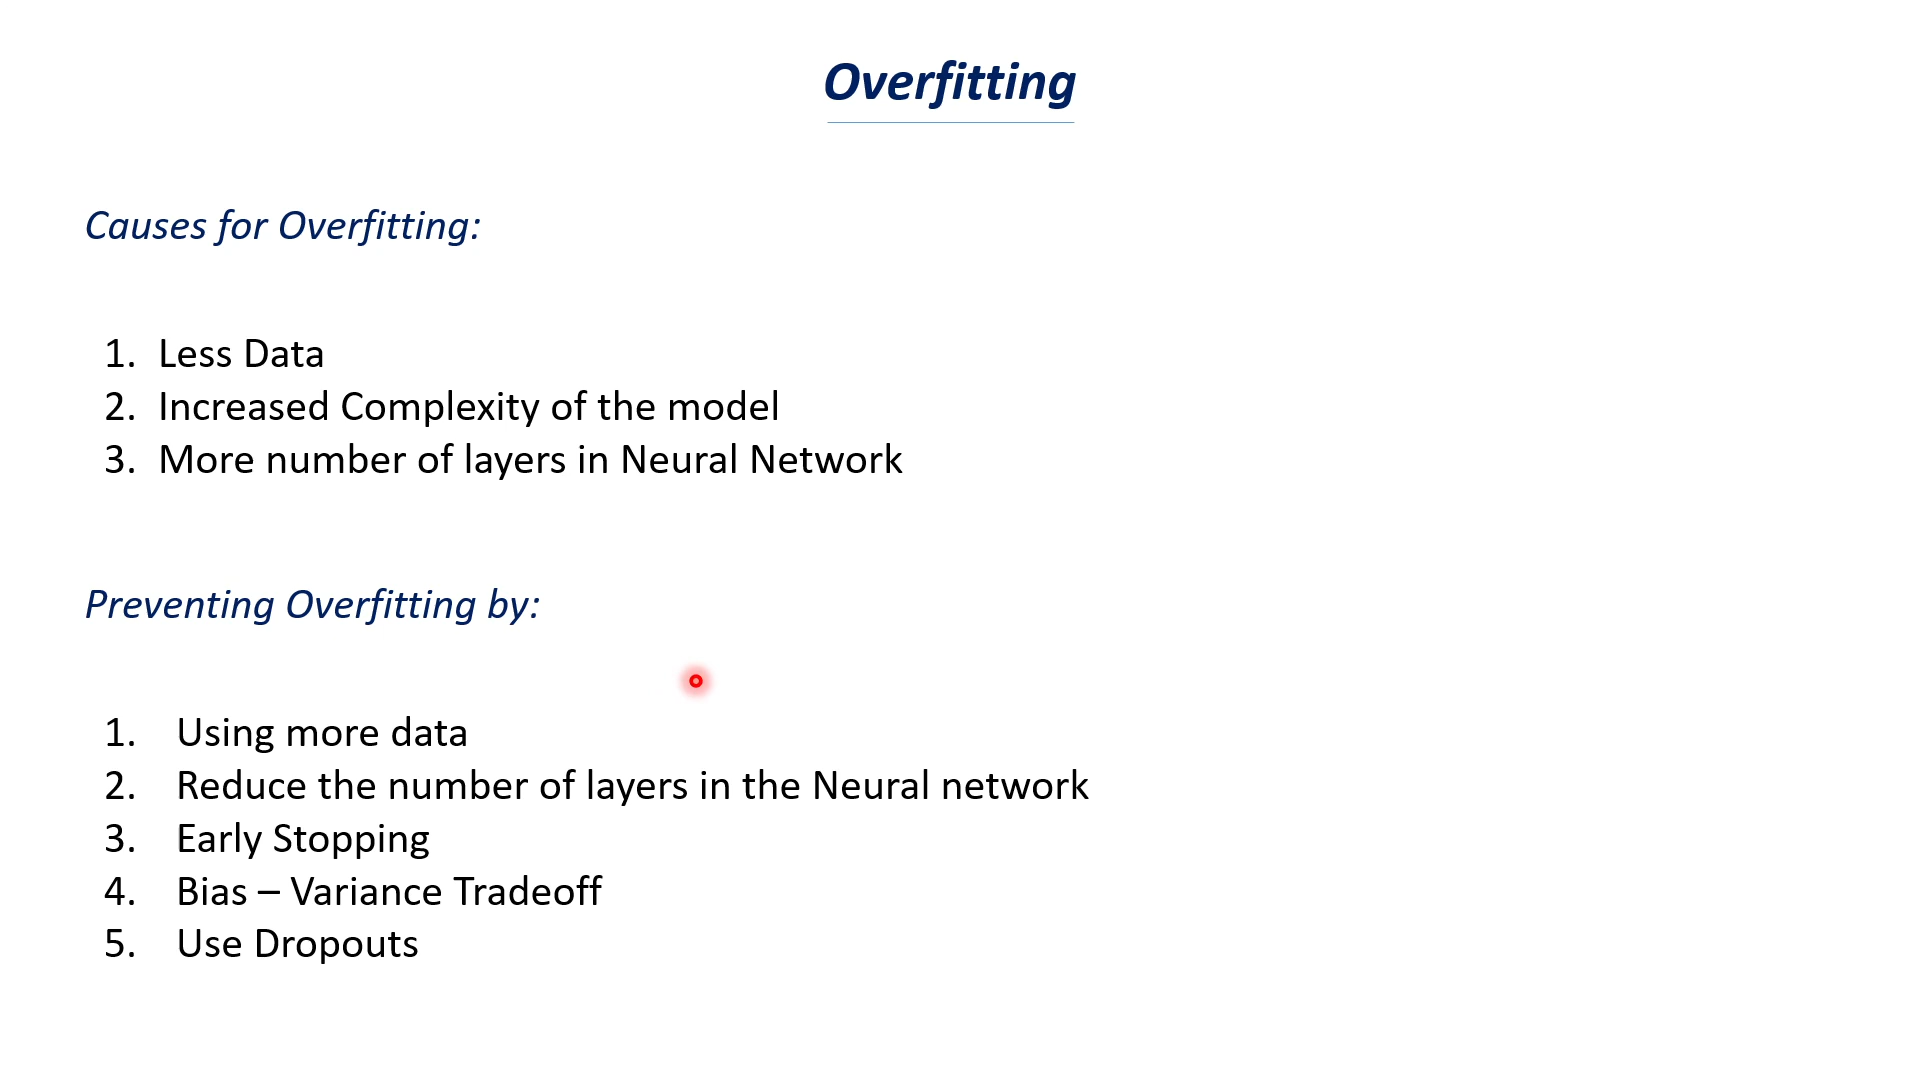 Overfitting
Causes for Overfitting:
1. Less Data
2. Increased Complexity of the model
3. More number of layers in Neural Network
Preventing Overfitting by:
1. Using more data
2. Reduce the number of layers in the Neural network
3. Early Stopping
4. Bias – Variance Tradeoff
5. Use Dropouts